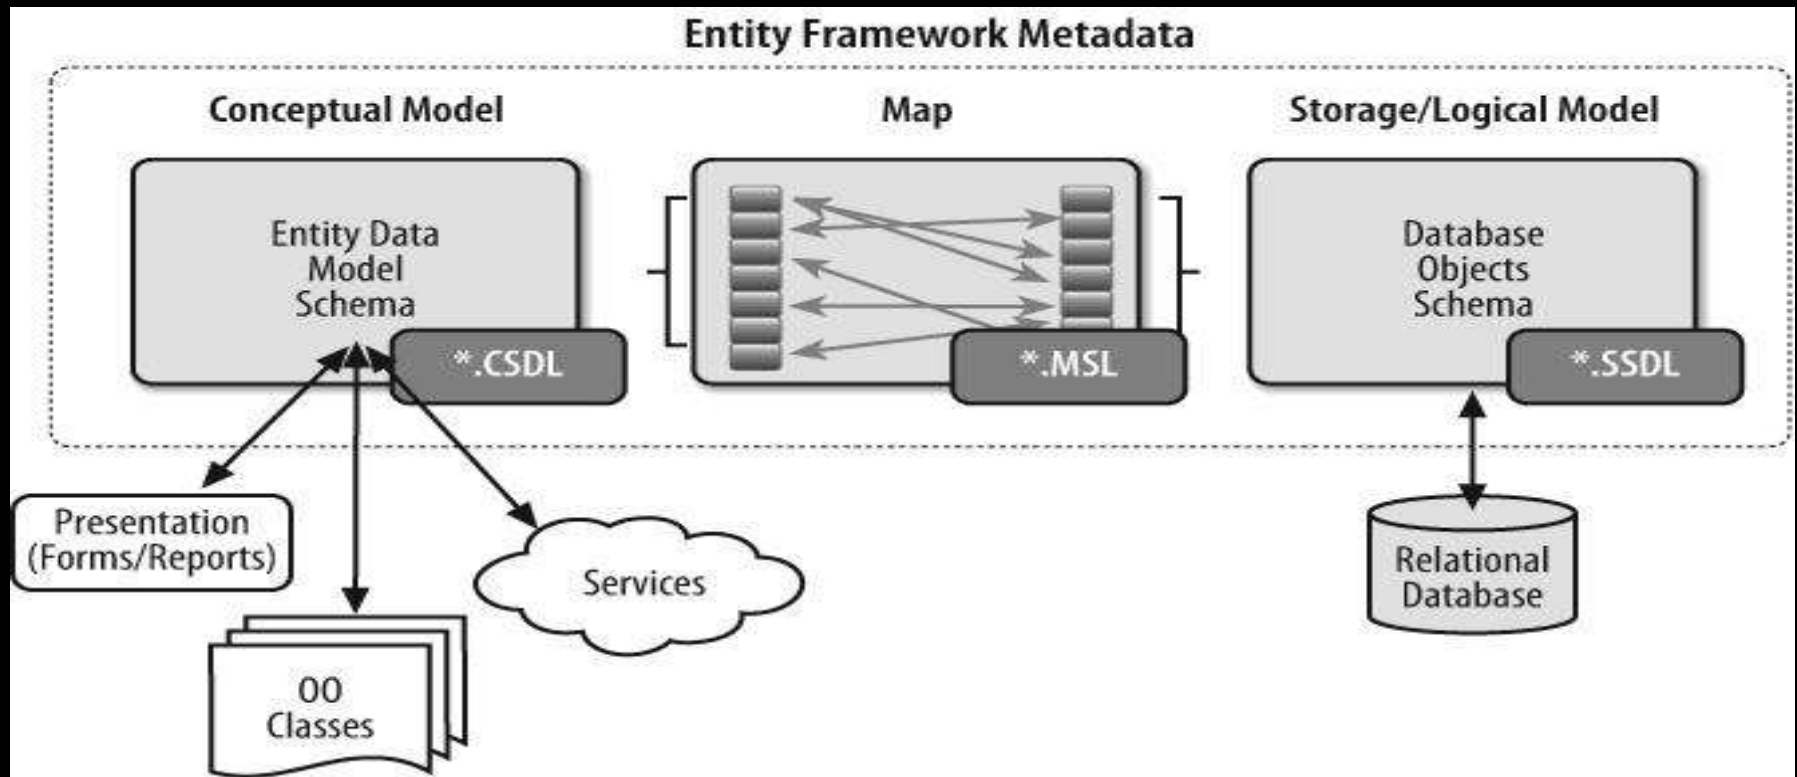 Entity Framework Metadata
Conceptual Model
Map
Storage/Logical Model
Entity Data
Model
Schema
*.CSDL
*.MSL
Database
Objects
Schema
*.SSDL
Presentation
(Forms/Reports)
OO
Classes
Services
Relational
Database